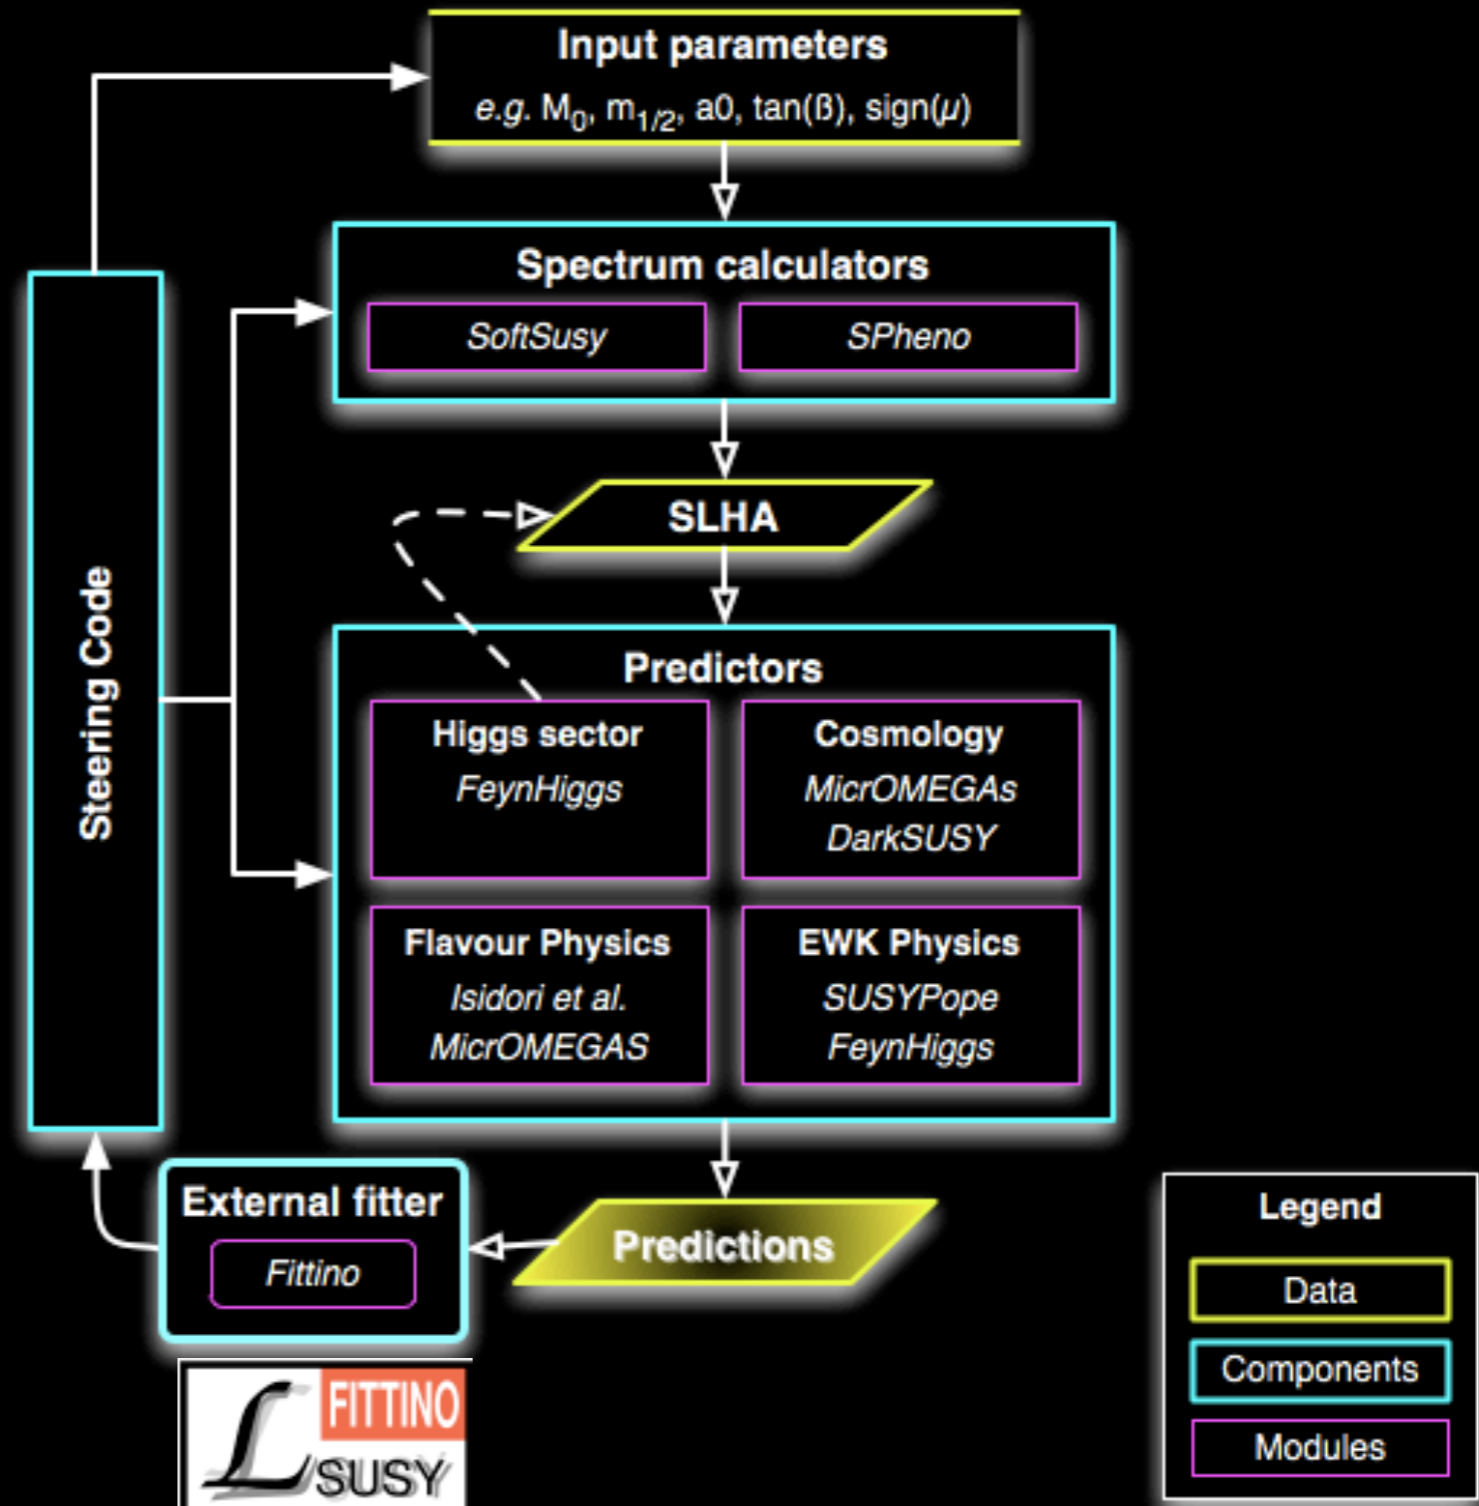 Input parameters
e.g. M₀, m₁/₂, a0, tan(ß), sign(µ)
Spectrum calculators
SoftSusy
SPheno
SLHA
Steering Code
Predictors
Higgs sector
FeynHiggs
Cosmology
MicrOMEGAs
DarkSUSY
Flavour Physics
Isidori et al.
MicrOMEGAS
EWK Physics
SUSYPope
FeynHiggs
Predictions
External fitter
Fittino
FITTINO
SUSY
Legend
Data
Components
Modules